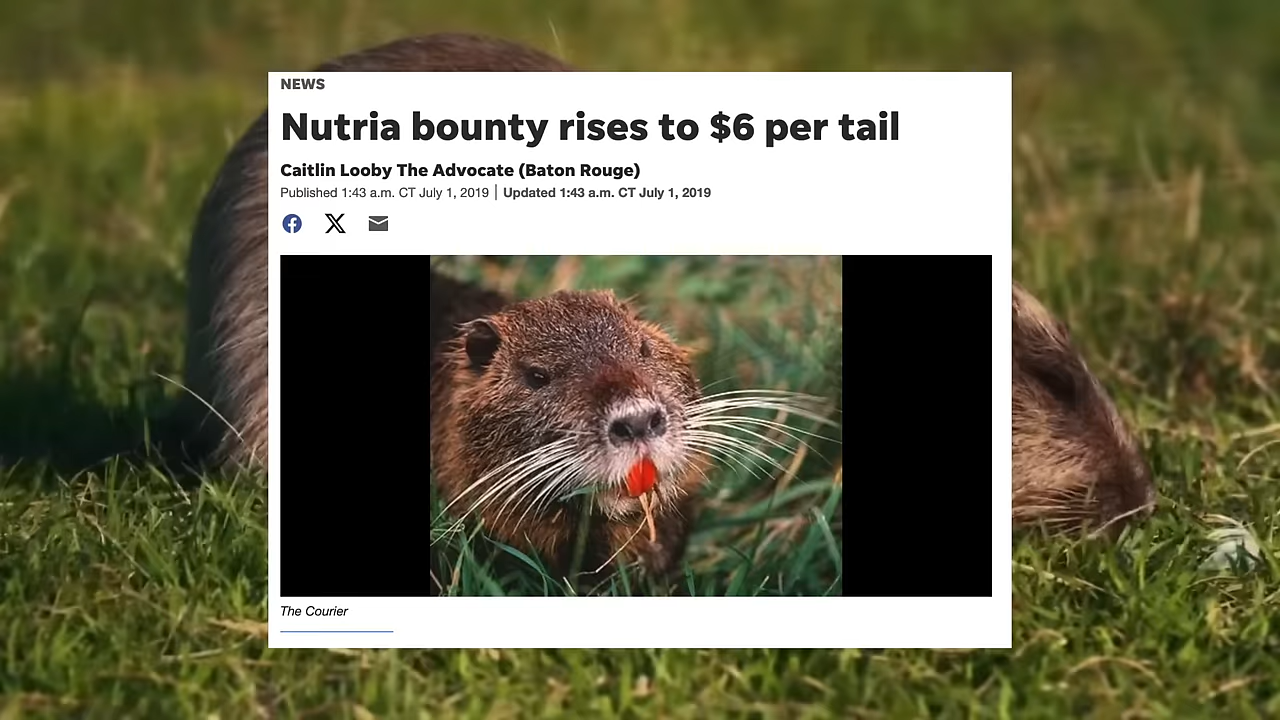 NEWS
Nutria bounty rises to $6 per tail
Caitlin Looby The Advocate (Baton Rouge)
Published 1:43 a.m. CT July 1, 2019 | Updated 1:43 a.m. CT July 1, 2019
The Courier